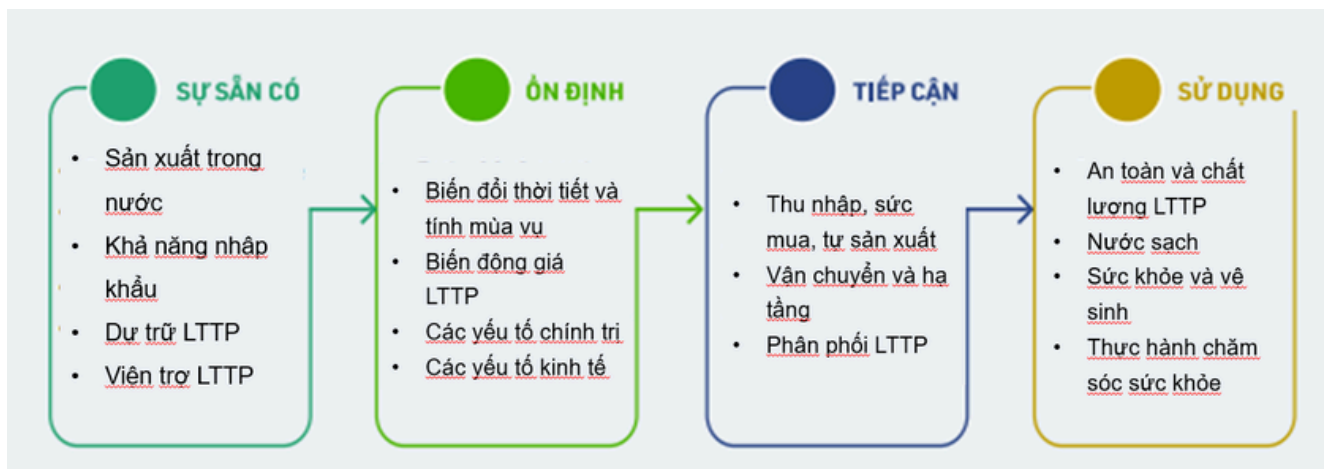 SỰ SẴN CÓ
• Sản xuất trong
nước
• Khả năng nhập
khẩu
• Dự trữ LTTP
• Viện trợ LTTP
ỔN ĐỊNH
• Biến đổi thời tiết và
tính mùa vụ
• Biến động giá
LTTP
• Các yếu tố chính trị
• Các yếu tố kinh tế
TIẾP CẬN
• Thu nhập, sức
mua, tự sản xuất
• Vận chuyển và hạ
tầng
• Phân phối LTTP
SỬ DỤNG
• An toàn và chất
lượng LTTP
• Nước sạch
• Sức khỏe và vệ
sinh
• Thực hành chăm
sóc sức khỏe